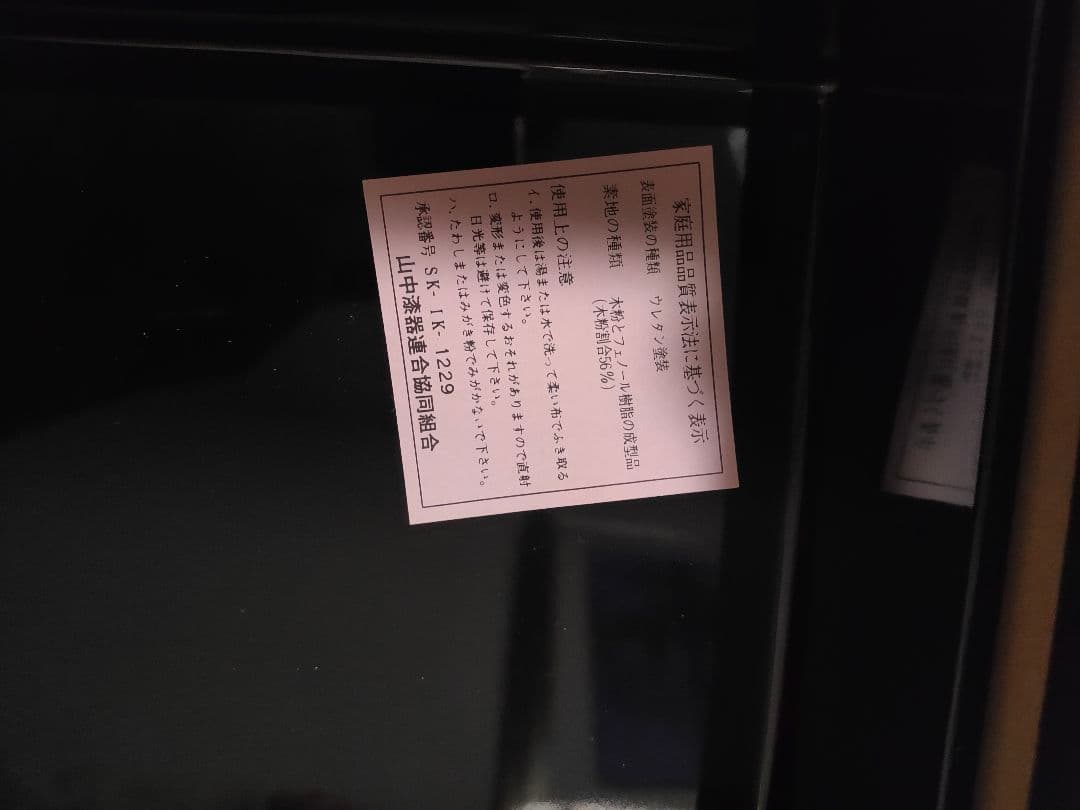 家庭用品品質表示法に基づく表示
表面塗装の種類 ウレタン塗装
素地の種類 木粉とフェノール樹脂の成型品
(木粉割合56%)
使用上の注意
イ.使用後は湯または水で洗って柔い布でふき取る
ようにして下さい。
ロ.変形または変色するおそれがありますので直射
日光等は避けて保存して下さい。
ハ.たわしまたはみがき粉でみがかないで下さい。
承認番号 SK-IK-1229
山中漆器連合協同組合